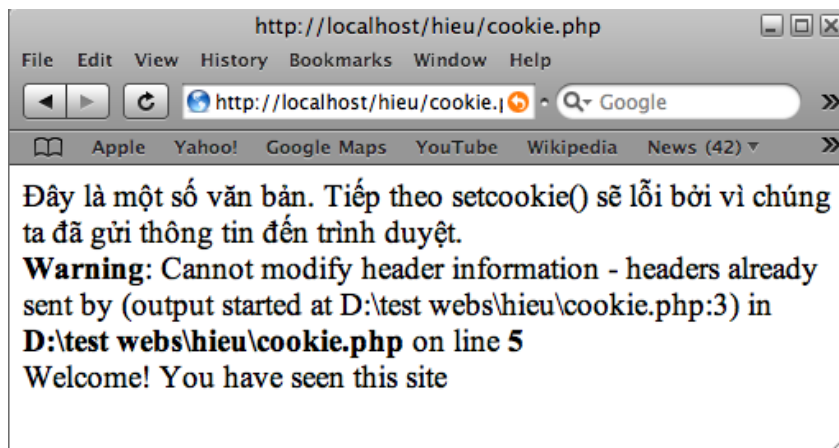 http://localhost/hieu/cookie.php
File Edit View History Bookmarks Window Help
http://localhost/hieu/cookie.p Google
Apple Yahoo! Google Maps YouTube Wikipedia News (42)
Đây là một số văn bản. Tiếp theo setcookie() sẽ lỗi bởi vì chúng
ta đã gửi thông tin đến trình duyệt.
Warning: Cannot modify header information - headers already
sent by (output started at D:\test webs\hieu\cookie.php:3) in
D:\test webs\hieu\cookie.php on line 5
Welcome! You have seen this site